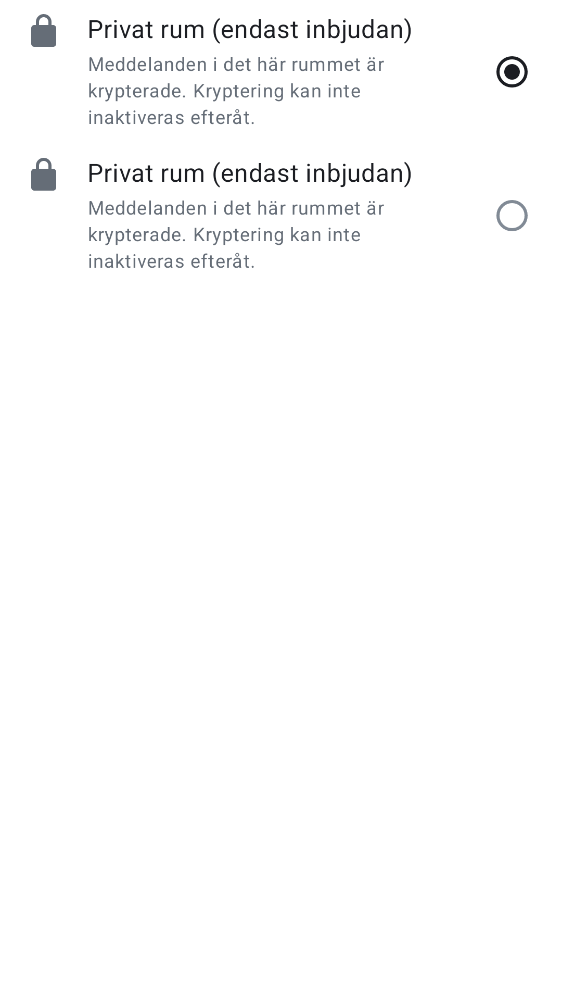 Privat rum (endast inbjudan)
Meddelanden i det här rummet är
krypterade. Kryptering kan inte
inaktiveras efteråt.
Privat rum (endast inbjudan)
Meddelanden i det här rummet är
krypterade. Kryptering kan inte
inaktiveras efteråt.